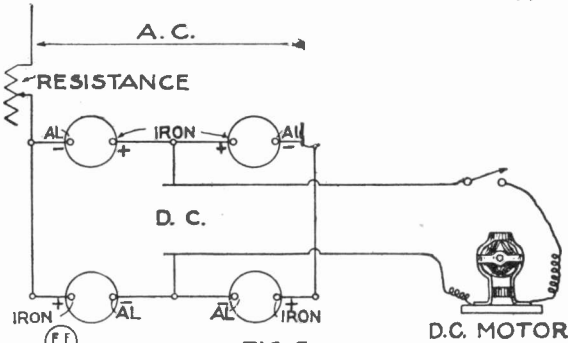 A.C.
RESISTANCE
AL IRON AL
- + + -
D.C.
+ - - +
IRON AL AL IRON
D.C. MOTOR